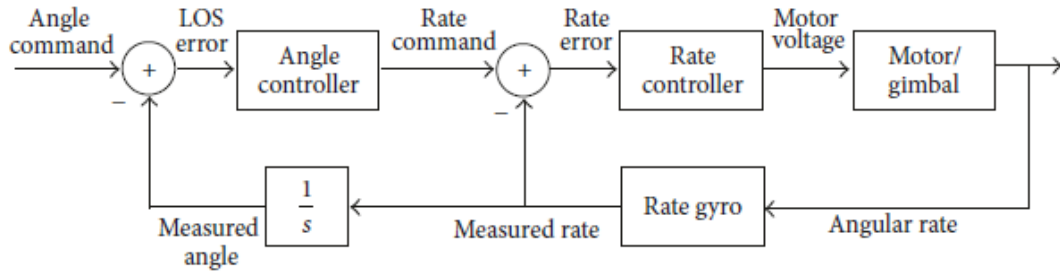 Angle
command
LOS
error
Angle
controller
Rate
command
Rate
error
Rate
controller
Motor
voltage
Motor/
gimbal
+
−
+
−
1
s
Measured
angle
Measured rate
Rate gyro
Angular rate